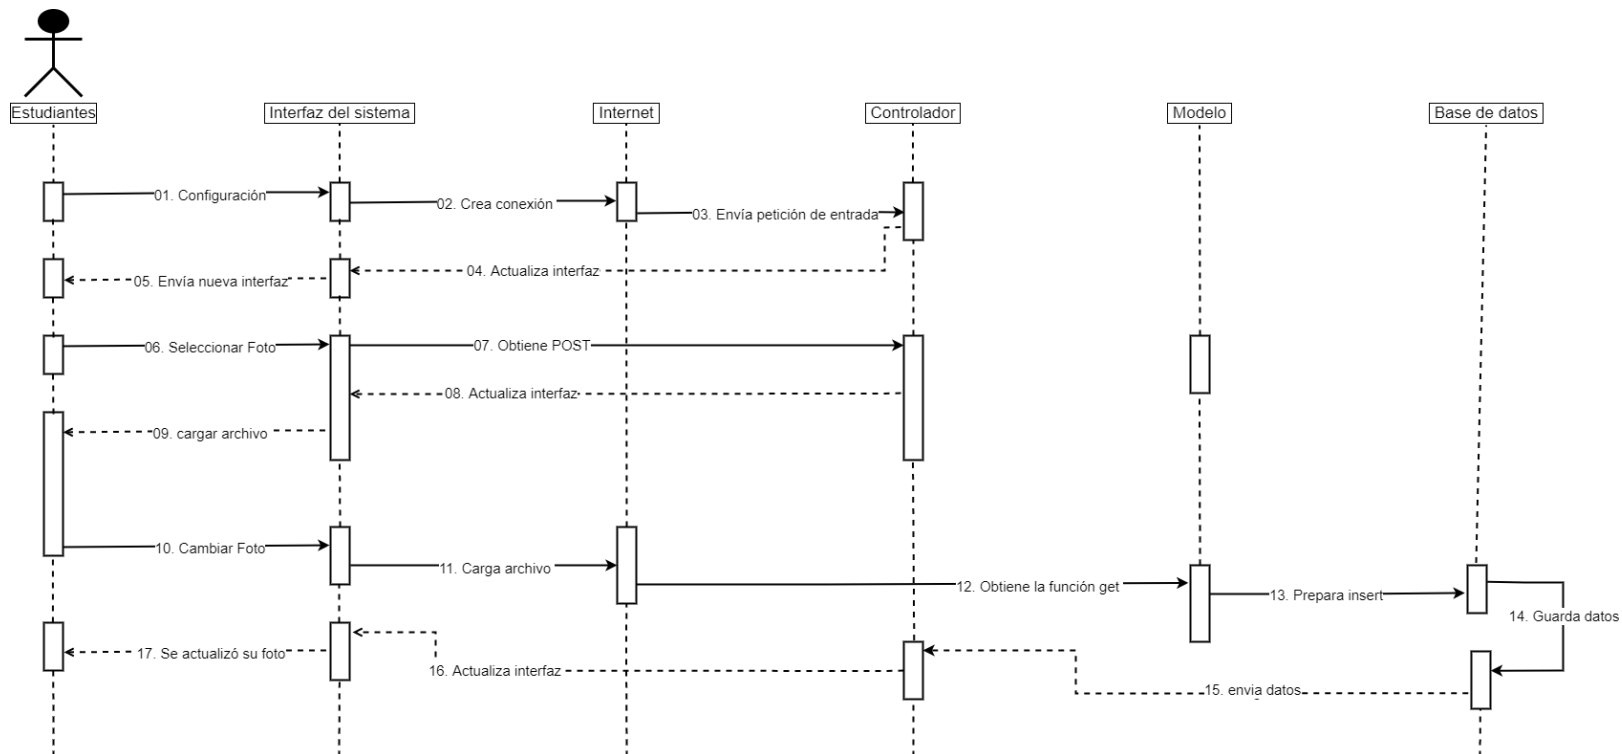 Estudiantes
Interfaz del sistema
Internet
Controlador
Modelo
Base de datos
01. Configuración
02. Crea conexión
03. Envía petición de entrada
04. Actualiza interfaz
05. Envía nueva interfaz
06. Seleccionar Foto
07. Obtiene POST
08. Actualiza interfaz
09. cargar archivo
10. Cambiar Foto
11. Carga archivo
12. Obtiene la función get
13. Prepara insert
14. Guarda datos
15. envia datos
16. Actualiza interfaz
17. Se actualizó su foto